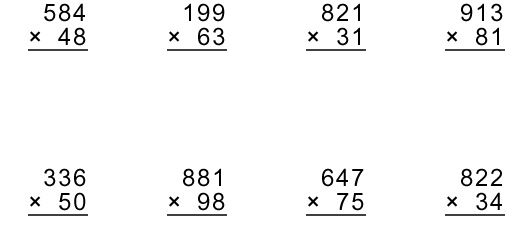 584 199 821 913
× 48 × 63 × 31 × 81
336 881 647 822
× 50 × 98 × 75 × 34